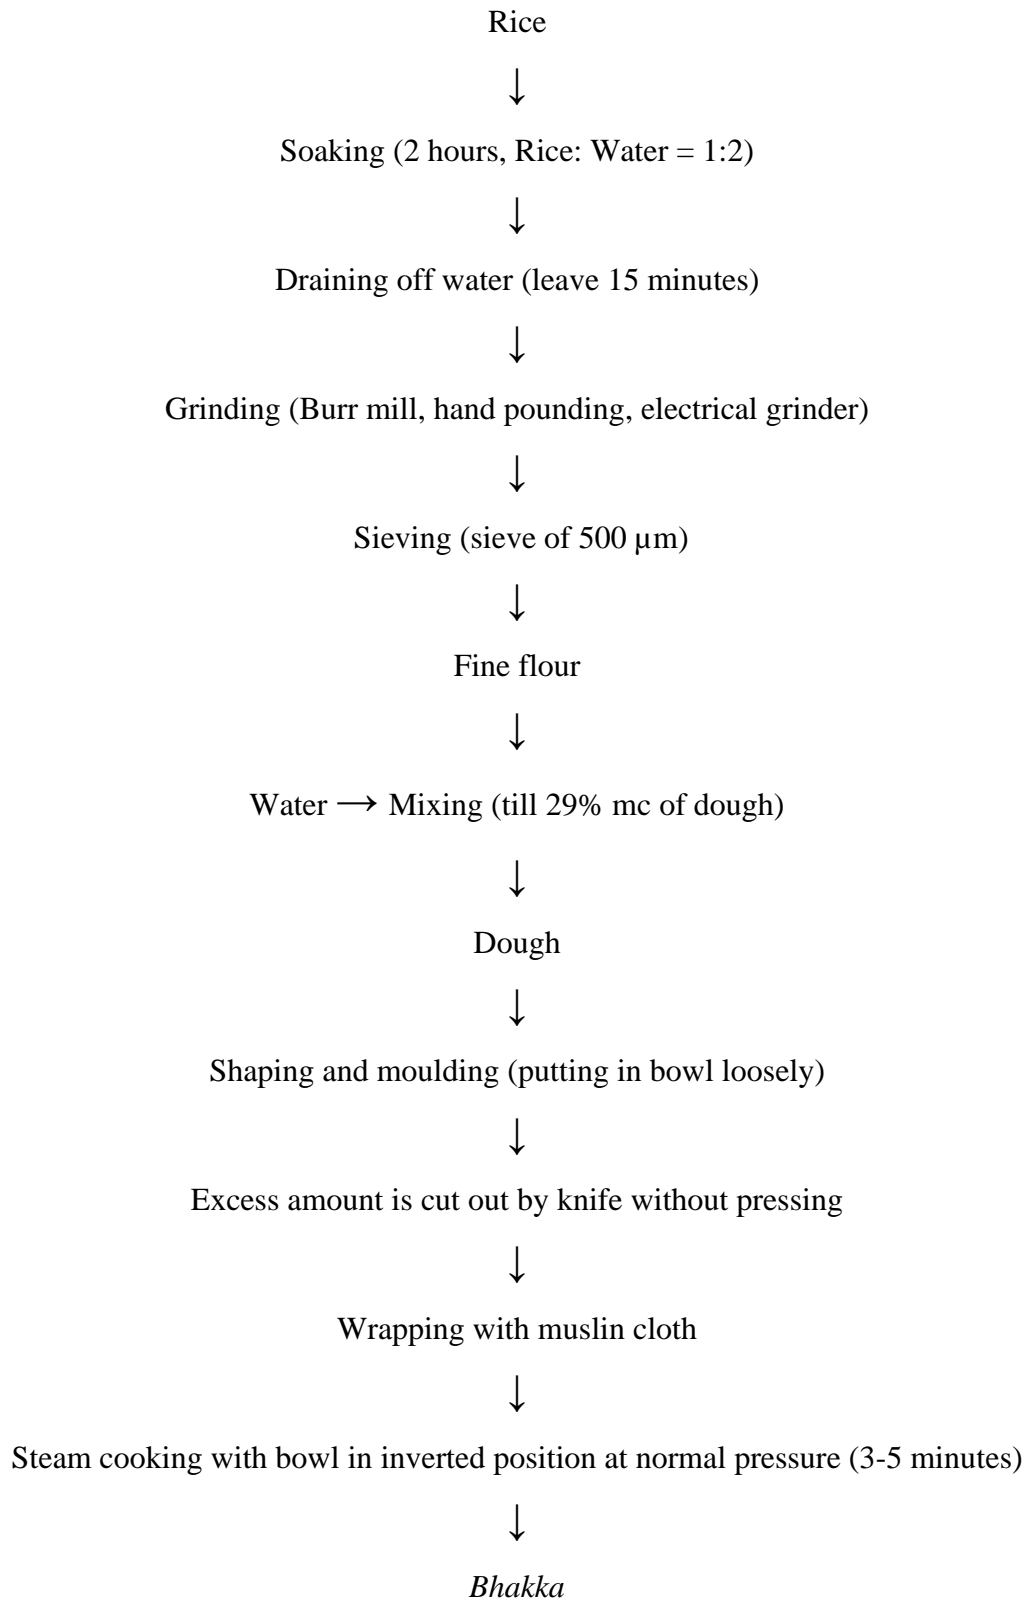 Rice
↓
Soaking (2 hours, Rice: Water = 1:2)
↓
Draining off water (leave 15 minutes)
↓
Grinding (Burr mill, hand pounding, electrical grinder)
↓
Sieving (sieve of 500 µm)
↓
Fine flour
↓
Water → Mixing (till 29% mc of dough)
↓
Dough
↓
Shaping and moulding (putting in bowl loosely)
↓
Excess amount is cut out by knife without pressing
↓
Wrapping with muslin cloth
↓
Steam cooking with bowl in inverted position at normal pressure (3-5 minutes)
↓
Bhakka